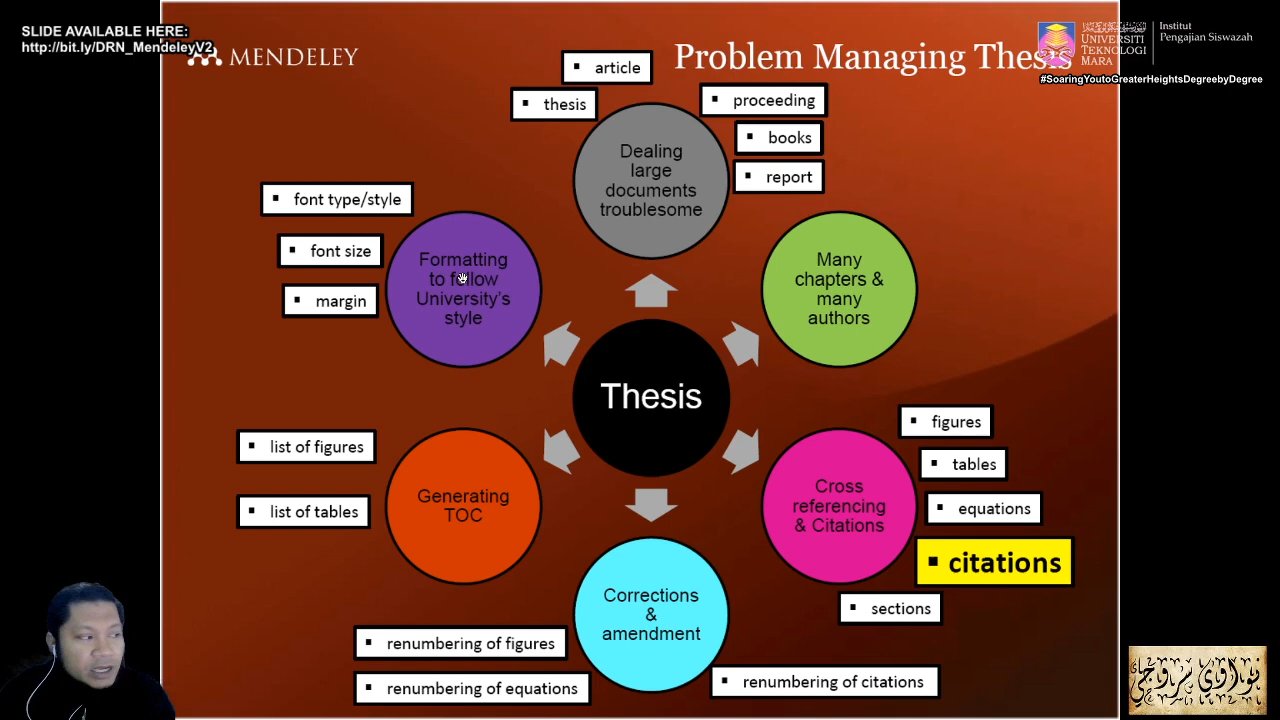 SLIDE AVAILABLE HERE:
http://bit.ly/DRN_MendeleyV2
MENDELEY
Problem Managing Thesis
UNIVERSITI
TEKNOLOGI
MARA
Institut
Pengajian Siswazah
#SoaringYoutoGreaterHeightsDegreebyDegree
▪ article
▪ thesis
▪ proceeding
▪ books
▪ report
Dealing
large
documents
troublesome
▪ font type/style
▪ font size
▪ margin
Formatting
to follow
University's
style
Many
chapters &
many
authors
Thesis
▪ list of figures
▪ list of tables
Generating
TOC
Cross
referencing
& Citations
▪ figures
▪ tables
▪ equations
▪ citations
▪ sections
Corrections
&
amendment
▪ renumbering of figures
▪ renumbering of equations
▪ renumbering of citations